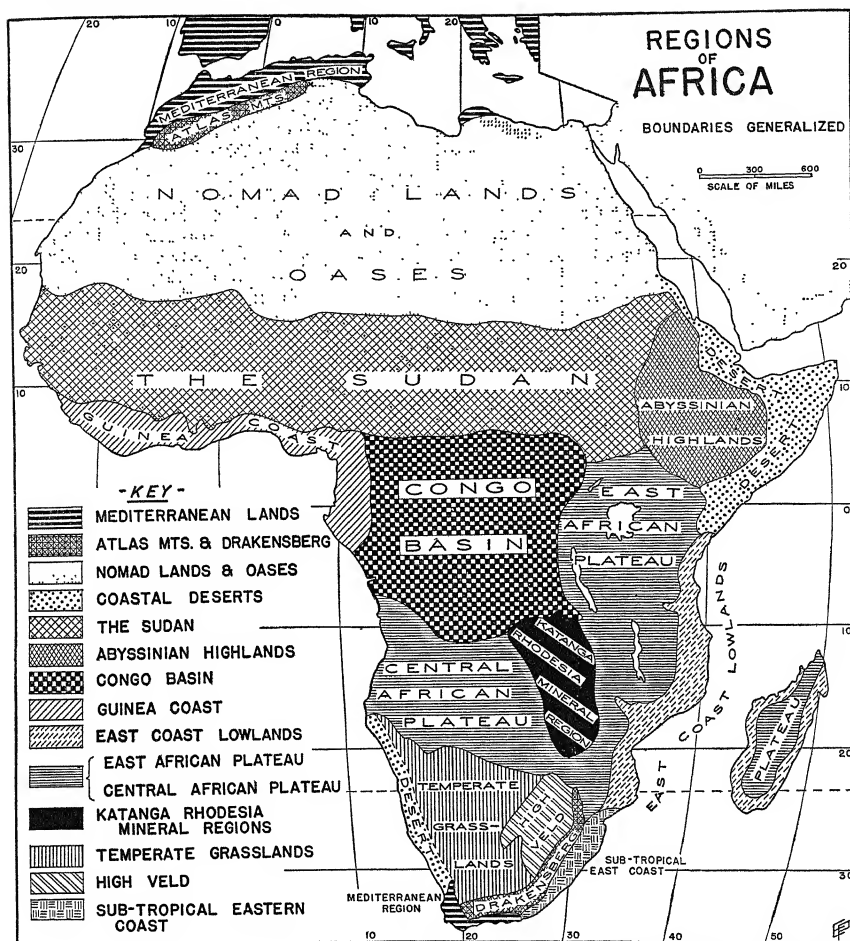 REGIONS
OF
AFRICA
BOUNDARIES GENERALIZED
0 300 600
SCALE OF MILES
20 10 0 10 20
30
20
10
20
10
0
10
20
30
10 20 30 40 50
MEDITERRANEAN REGION
ATLAS MTS.
NOMAD LANDS
AND
OASES
THE SUDAN
DESERT
ABYSSINIAN
HIGHLANDS
DESERT
GUINEA COAST
CONGO
BASIN
EAST
AFRICAN
PLATEAU
KATANGA
RHODESIA
MINERAL
REGION
CENTRAL
AFRICAN
PLATEAU
EAST COAST LOWLANDS
PLATEAU
DESERT
TEMPERATE
GRASS-
LANDS
VELD
DRAKENSBERG
SUB-TROPICAL
EAST COAST
MEDITERRANEAN
REGION
-KEY-
MEDITERRANEAN LANDS
ATLAS MTS. & DRAKENSBERG
NOMAD LANDS & OASES
COASTAL DESERTS
THE SUDAN
ABYSSINIAN HIGHLANDS
CONGO BASIN
GUINEA COAST
EAST COAST LOWLANDS
EAST AFRICAN PLATEAU
CENTRAL AFRICAN PLATEAU
KATANGA RHODESIA
MINERAL REGIONS
TEMPERATE GRASSLANDS
HIGH VELD
SUB-TROPICAL EASTERN
COAST